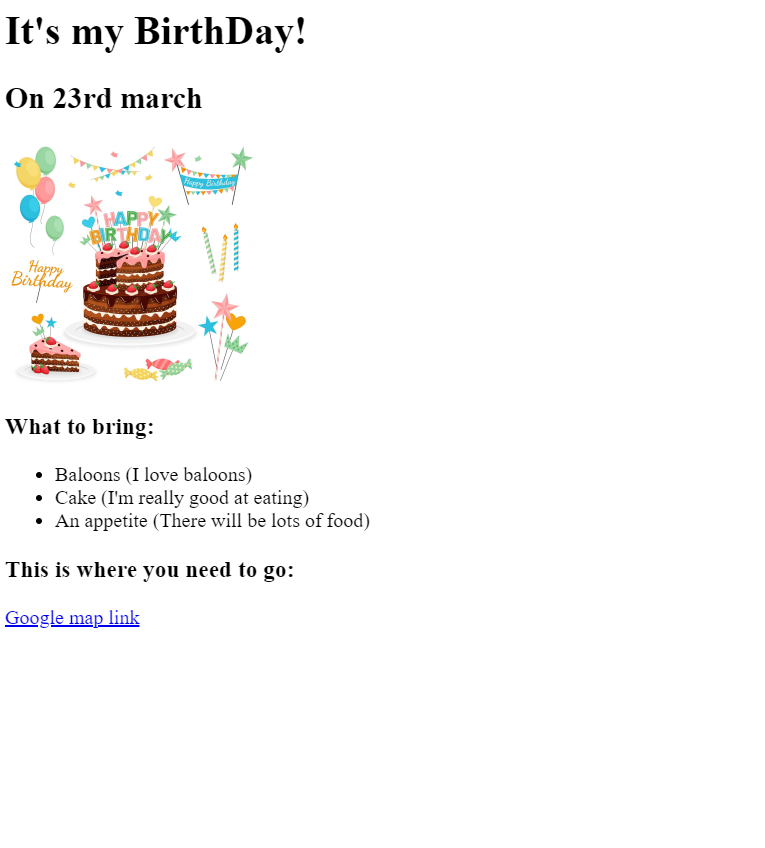 It's my BirthDay!
On 23rd march
Happy Birthday
HAPPY
BIRTHDAY
Happy
Birthday
What to bring:
Baloons (I love baloons)
Cake (I'm really good at eating)
An appetite (There will be lots of food)
This is where you need to go:
Google map link